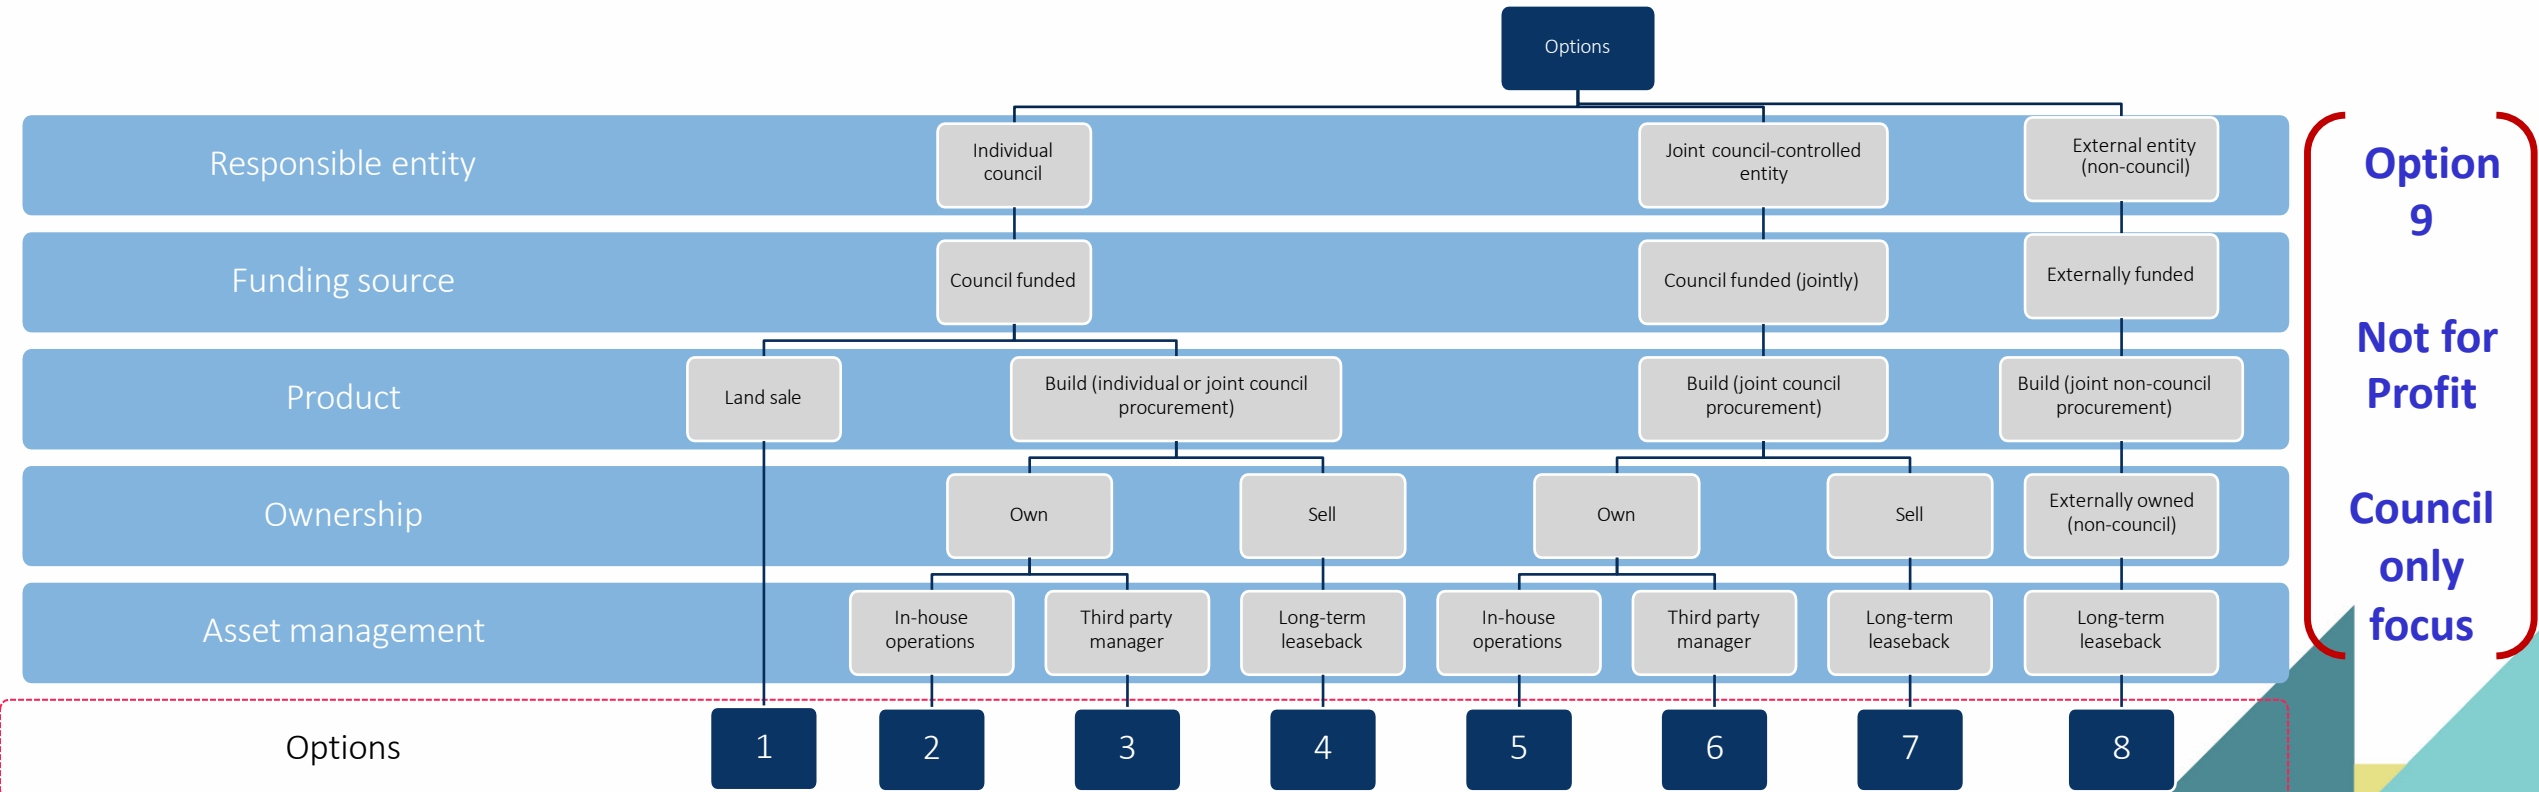 Options
Responsible entity
Individual
council
Joint council-controlled
entity
External entity
(non-council)
Funding source
Council funded
Council funded (jointly)
Externally funded
Product
Land sale
Build (individual or joint council
procurement)
Build (joint council
procurement)
Build (joint non-council
procurement)
Ownership
Own
Sell
Own
Sell
Externally owned
(non-council)
Asset management
In-house
operations
Third party
manager
Long-term
leaseback
In-house
operations
Third party
manager
Long-term
leaseback
Long-term
leaseback
Options
1
2
3
4
5
6
7
8
Option
9
Not for
Profit
Council
only
focus